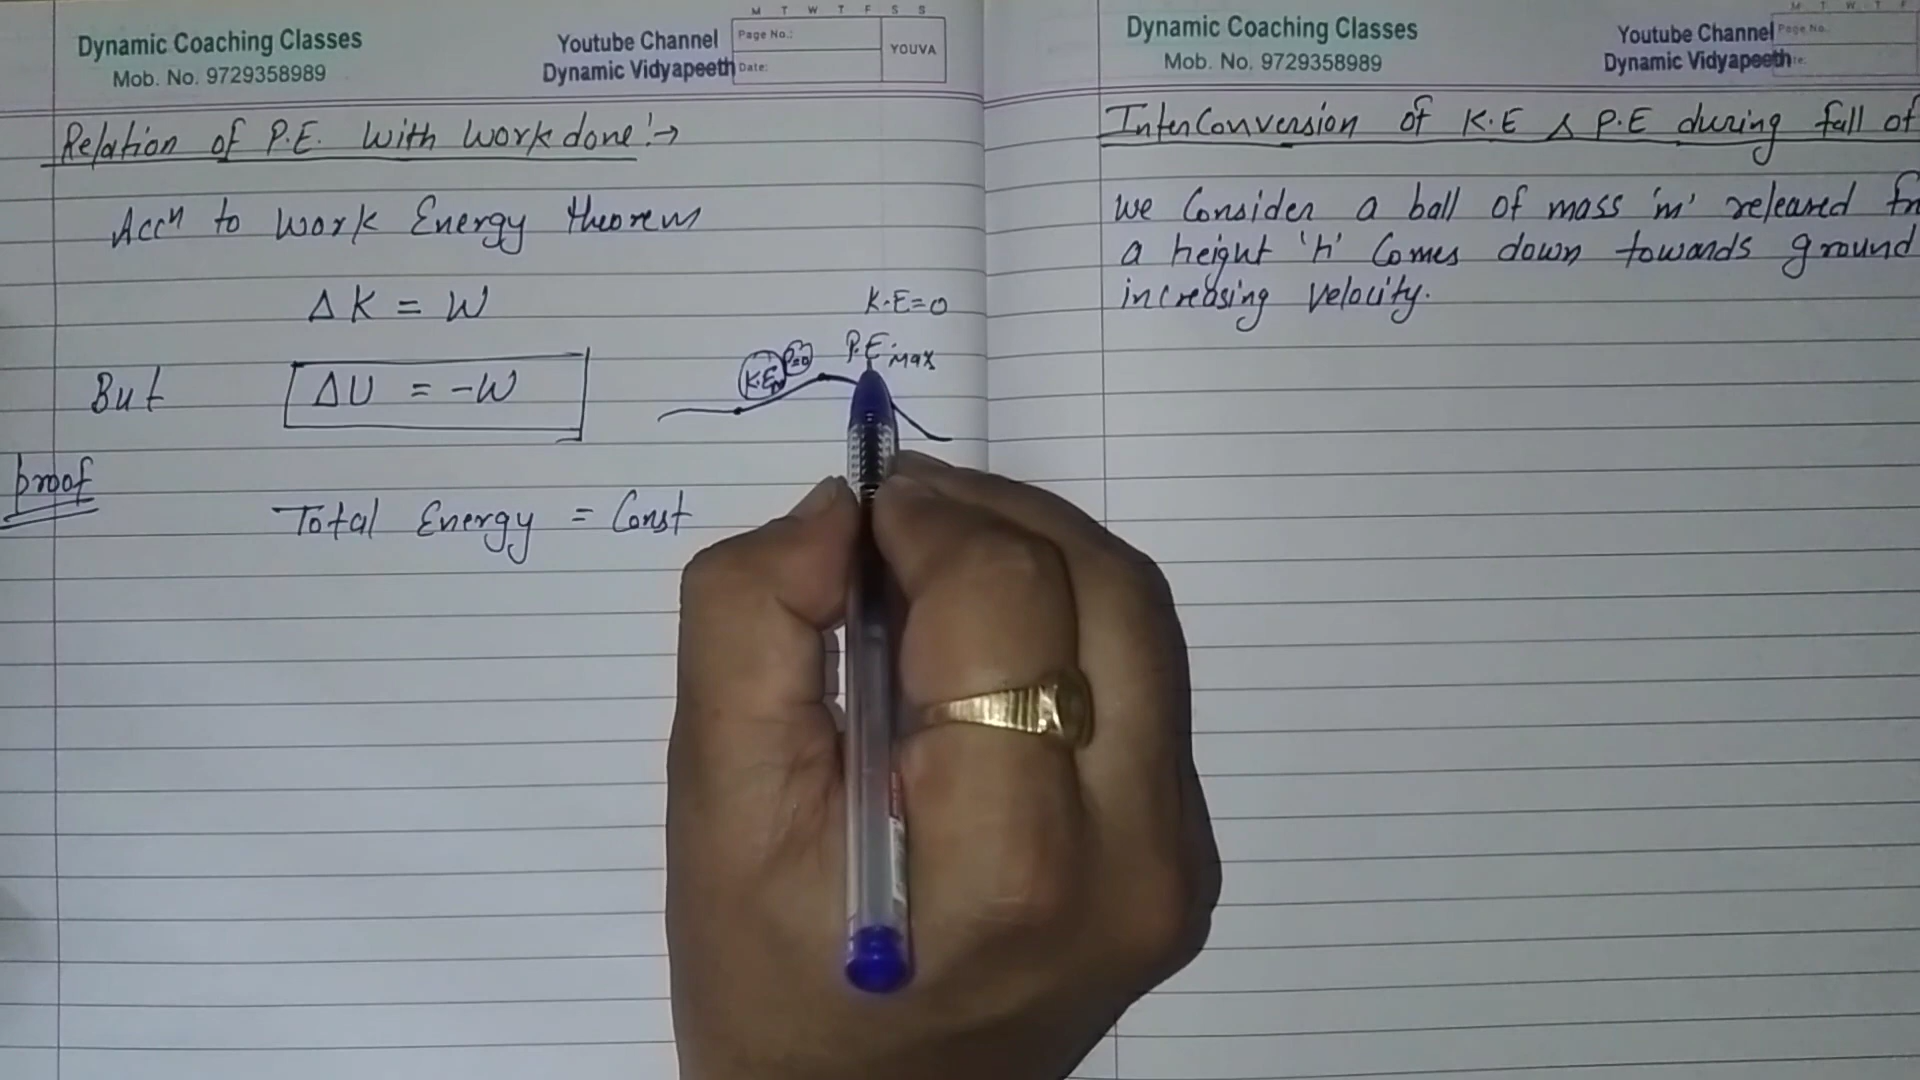 Dynamic Coaching Classes
Mob. No. 9729358989
Youtube Channel
Dynamic Vidyapeeth
M T W T F S S
Page No.:
Date:
YOUVA
Relation of P.E. with work done:→
Accⁿ to work Energy theorem
ΔK = W
K.E=0
P.E max
K.E
But ΔU = -W
proof
Total Energy = Const
Dynamic Coaching Classes
Mob. No. 9729358989
Youtube Channel
Dynamic Vidyapeeth
M T W T F
Page No.
InterConversion of K.E & P.E during fall of
we Consider a ball of mass 'm' released
a height 'h' Comes down towards ground
increasing velocity.